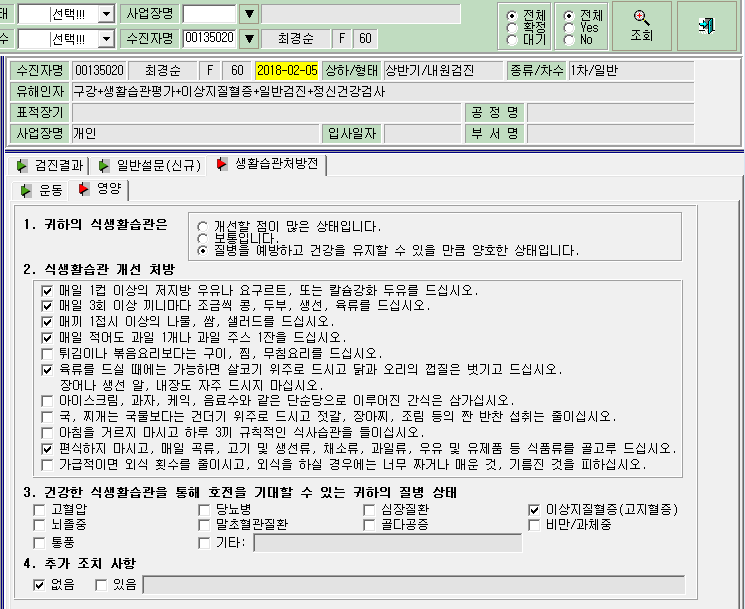 태 선택!!! 사업장명 전체 확정 대기 전체 Yes No 조회
수 선택!!! 수진자명 00135020 최경순 F 60
수진자명 00135020 최경순 F 60 2018-02-05 상하/형태 상반기/내원검진 종류/차수 1차/일반
유해인자 구강+생활습관평가+이상지질혈증+일반검진+정신건강검사
표적장기 공 정 명
사업장명 개인 입사일자 부 서 명
검진결과 일반설문(신규) 생활습관처방전
운동 영양
1. 귀하의 식생활습관은
개선할 점이 많은 상태입니다.
보통입니다.
질병을 예방하고 건강을 유지할 수 있을 만큼 양호한 상태입니다.
2. 식생활습관 개선 처방
매일 1컵 이상의 저지방 우유나 요구르트, 또는 칼슘강화 두유를 드십시오.
매일 3회 이상 끼니마다 조금씩 콩, 두부, 생선, 육류를 드십시오.
매끼 1접시 이상의 나물, 쌈, 샐러드를 드십시오.
매일 적어도 과일 1개나 과일 주스 1잔을 드십시오.
튀김이나 볶음요리보다는 구이, 찜, 무침요리를 드십시오.
육류를 드실 때에는 가능하면 살코기 위주로 드시고 닭과 오리의 껍질은 벗기고 드십시오.
장어나 생선 알, 내장도 자주 드시지 마십시오.
아이스크림, 과자, 케익, 음료수와 같은 단순당으로 이루어진 간식은 삼가십시오.
국, 찌개는 국물보다는 건더기 위주로 드시고 젓갈, 장아찌, 조림 등의 짠 반찬 섭취는 줄이십시오.
아침을 거르지 마시고 하루 3끼 규칙적인 식사습관을 들이십시오.
편식하지 마시고, 매일 곡류, 고기 및 생선류, 채소류, 과일류, 우유 및 유제품 등 식품류를 골고루 드십시오.
가급적이면 외식 횟수를 줄이시고, 외식을 하실 경우에는 너무 짜거나 매운 것, 기름진 것을 피하십시오.
3. 건강한 식생활습관을 통해 호전을 기대할 수 있는 귀하의 질병 상태
고혈압 당뇨병 심장질환 이상지질혈증(고지혈증)
뇌졸중 말초혈관질환 골다공증 비만/과체중
통풍 기타:
4. 추가 조치 사항
없음 있음